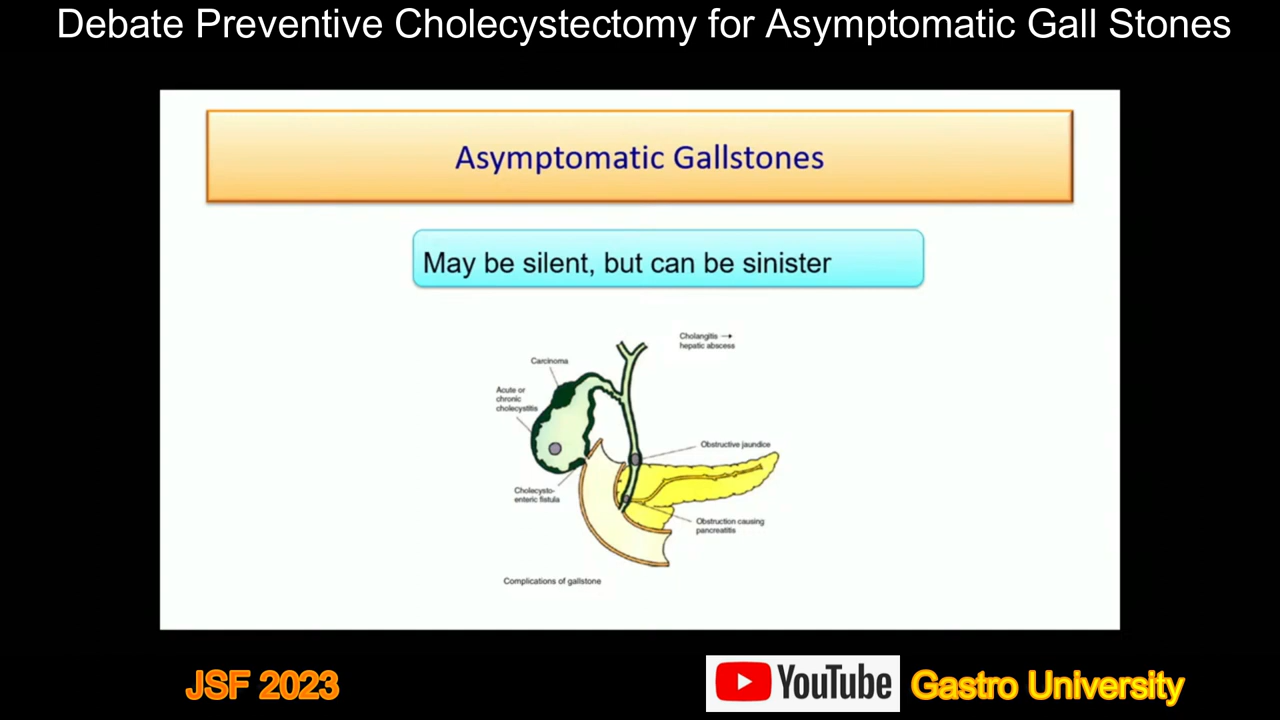 Debate Preventive Cholecystectomy for Asymptomatic Gall Stones
Asymptomatic Gallstones
May be silent, but can be sinister
Cholangitis →
hepatic abscess
Carcinoma
Acute or
chronic
cholecystitis
Obstructive jaundice
Cholecysto-
enteric fistula
Obstruction causing
pancreatitis
Complications of gallstone
JSF 2023
YouTube
Gastro University